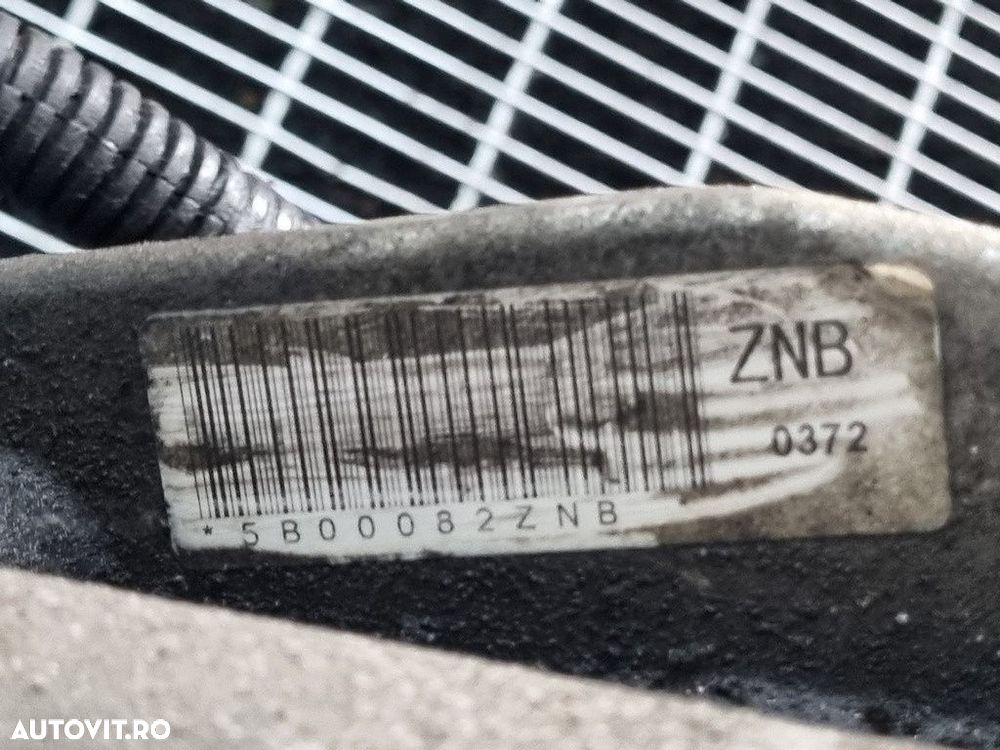 ZNB
0372
*5B00082ZNB
AUTOVIT.RO